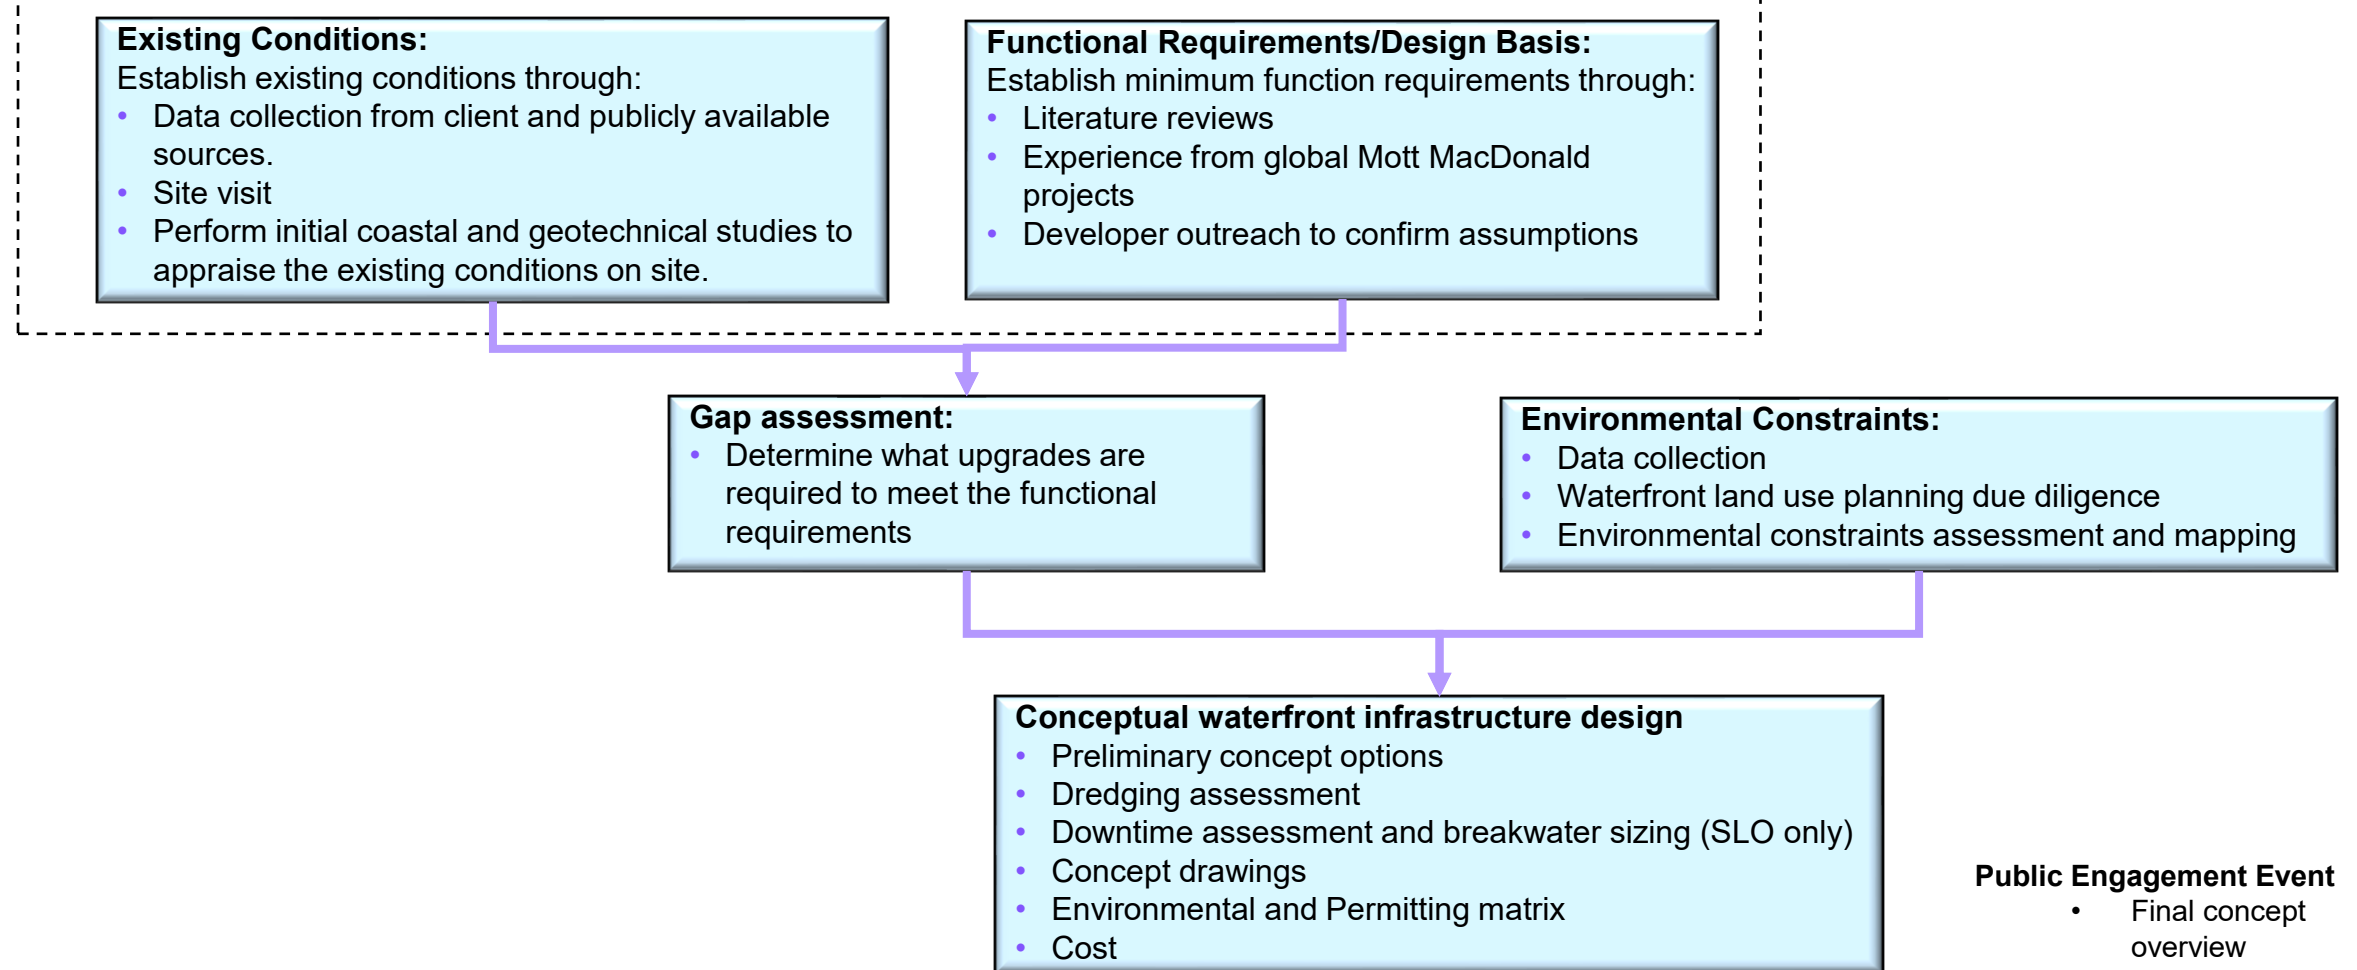 Existing Conditions:
Establish existing conditions through:
• Data collection from client and publicly available
sources.
• Site visit
• Perform initial coastal and geotechnical studies to
appraise the existing conditions on site.
Functional Requirements/Design Basis:
Establish minimum function requirements through:
• Literature reviews
• Experience from global Mott MacDonald
projects
• Developer outreach to confirm assumptions
Gap assessment:
• Determine what upgrades are
required to meet the functional
requirements
Environmental Constraints:
• Data collection
• Waterfront land use planning due diligence
• Environmental constraints assessment and mapping
Conceptual waterfront infrastructure design
• Preliminary concept options
• Dredging assessment
• Downtime assessment and breakwater sizing (SLO only)
• Concept drawings
• Environmental and Permitting matrix
• Cost
Public Engagement Event
• Final concept
overview